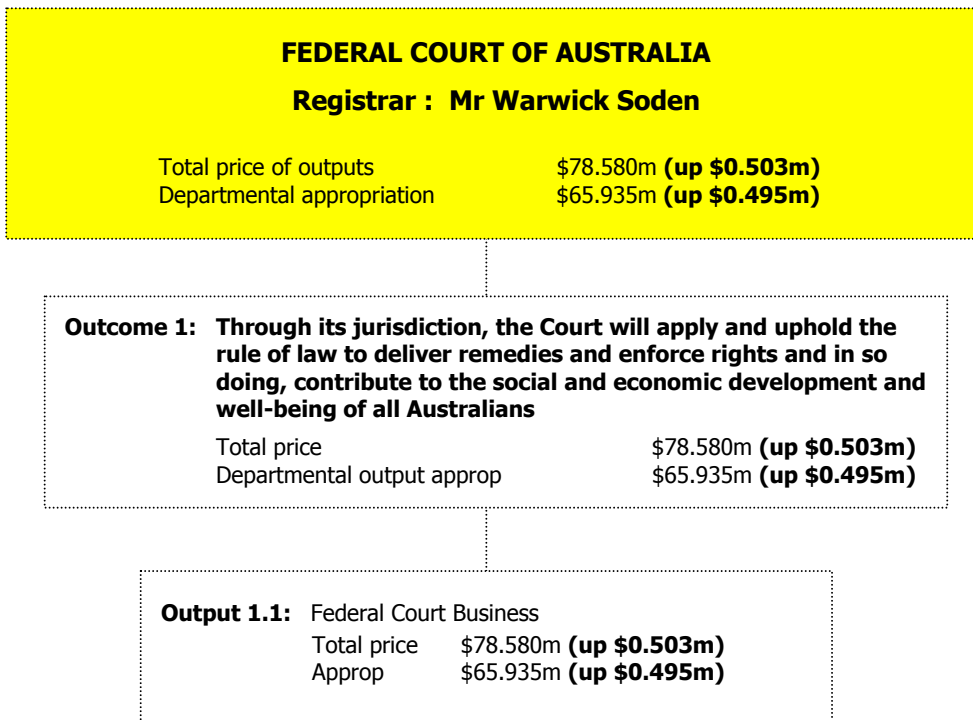 FEDERAL COURT OF AUSTRALIA
Registrar : Mr Warwick Soden
Total price of outputs $78.580m (up $0.503m)
Departmental appropriation $65.935m (up $0.495m)
Outcome 1: Through its jurisdiction, the Court will apply and uphold the
rule of law to deliver remedies and enforce rights and in so
doing, contribute to the social and economic development and
well-being of all Australians
Total price $78.580m (up $0.503m)
Departmental output approp $65.935m (up $0.495m)
Output 1.1: Federal Court Business
Total price $78.580m (up $0.503m)
Approp $65.935m (up $0.495m)